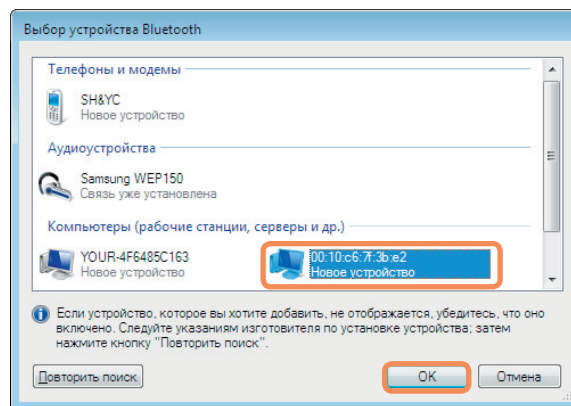 Выбор устройства Bluetooth
Телефоны и модемы
SH&YC
Новое устройство
Аудиоустройства
Samsung WEP150
Связь уже установлена
Компьютеры (рабочие станции, серверы и др.)
YOUR-4F6485C163
Новое устройство
00:10:c6:7f:3b:e2
Новое устройство
Если устройство, которое вы хотите добавить, не отображается, убедитесь, что оно
включено. Следуйте указаниям изготовителя по установке устройства; затем
нажмите кнопку "Повторить поиск".
Повторить поиск
OK
Отмена